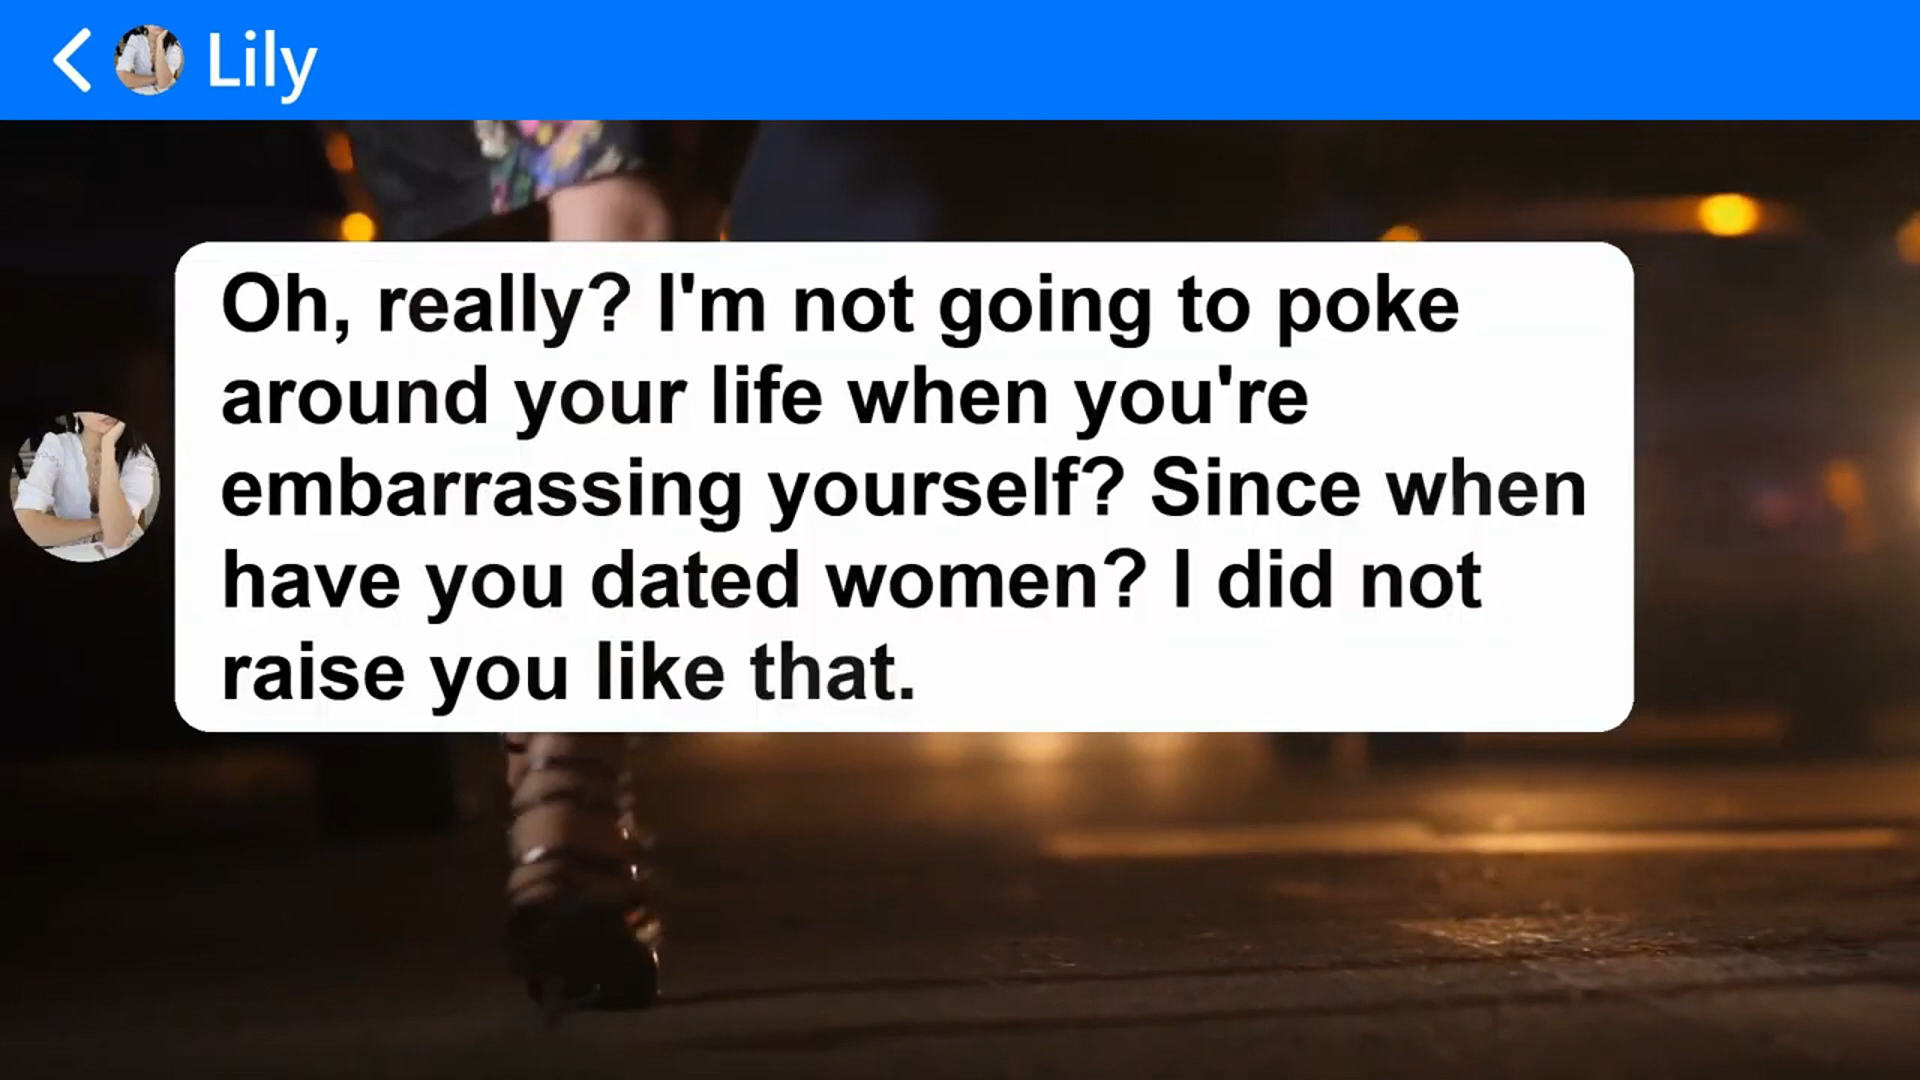 Lily
Oh, really? I'm not going to poke
around your life when you're
embarrassing yourself? Since when
have you dated women? I did not
raise you like that.